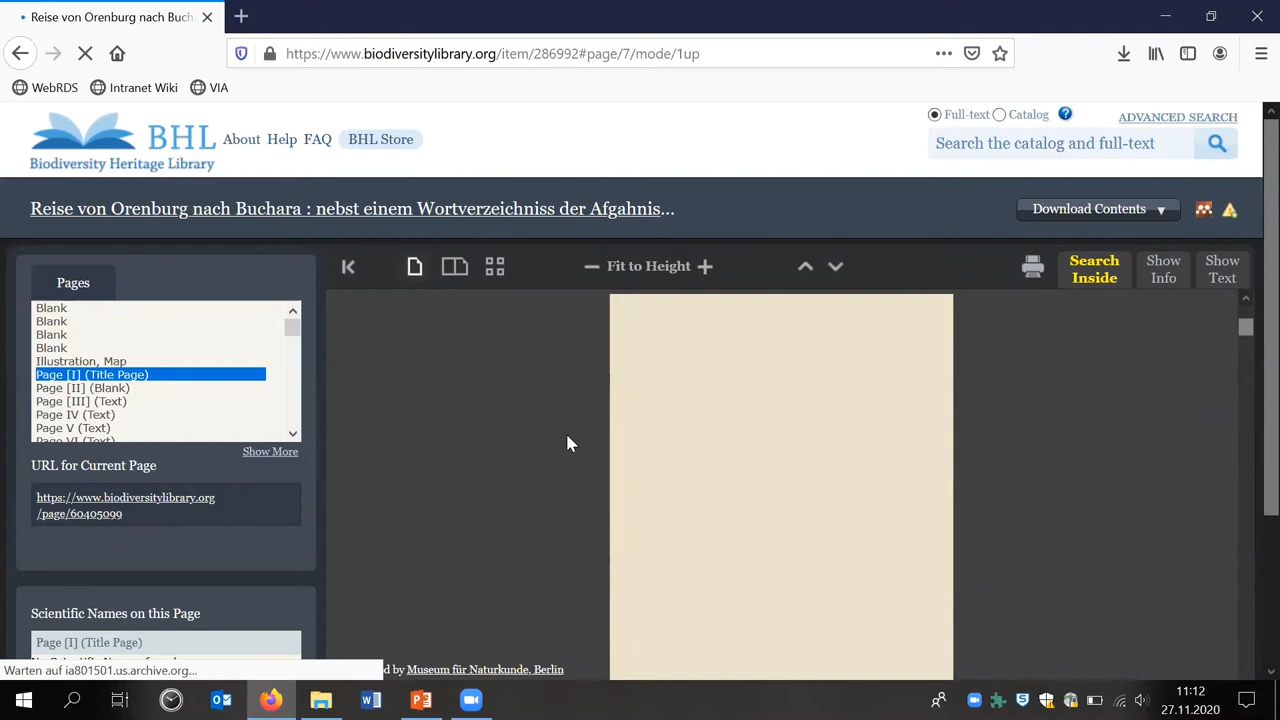 Reise von Orenburg nach Buch
https://www.biodiversitylibrary.org/item/286992#page/7/mode/1up
WebRDS Intranet Wiki VIA
BHL
Biodiversity Heritage Library
About Help FAQ BHL Store
Full-text Catalog ? ADVANCED SEARCH
Search the catalog and full-text
Reise von Orenburg nach Buchara : nebst einem Wortverzeichniss der Afgahnis...
Download Contents
Pages
Fit to Height
Search Inside
Show Info
Show Text
Blank
Blank
Blank
Blank
Illustration, Map
Page [I] (Title Page)
Page [II] (Blank)
Page [III] (Text)
Page IV (Text)
Page V (Text)
Page VI (Text)
Show More
URL for Current Page
https://www.biodiversitylibrary.org
/page/60405099
Scientific Names on this Page
Page [I] (Title Page)
Warten auf ia801501.us.archive.org...
d by Museum für Naturkunde, Berlin
11:12
27.11.2020